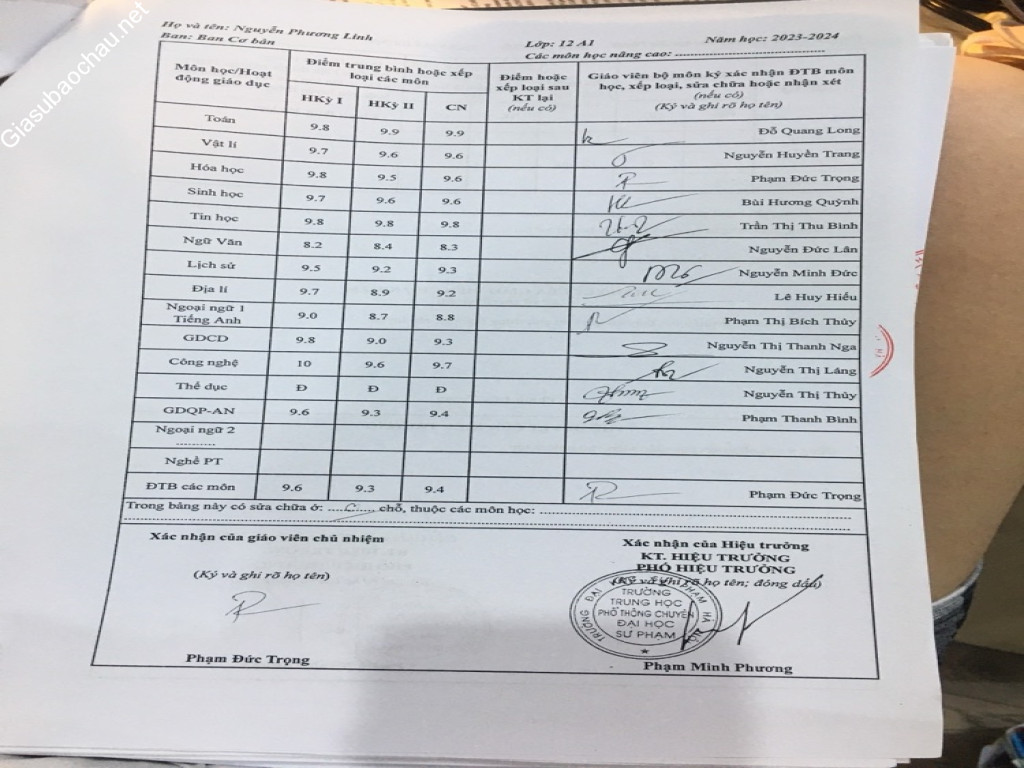 Giasubaochau.net
Họ và tên: Nguyễn Phương Linh
Ban: Ban Cơ bản
Lớp: 12 A1
Năm học: 2023-2024
Các môn học nâng cao: ........................................
Môn học/Hoạt động giáo dục
Điểm trung bình hoặc xếp loại các môn
Điểm hoặc xếp loại sau KT lại (nếu có)
Giáo viên bộ môn ký xác nhận ĐTB môn học, xếp loại, sửa chữa hoặc nhận xét (nếu có) (Ký và ghi rõ họ tên)
HKỳ I HKỳ II CN
Toán 9.8 9.9 9.9 Đỗ Quang Long
Vật lí 9.7 9.6 9.6 Nguyễn Huyền Trang
Hóa học 9.8 9.5 9.6 Phạm Đức Trọng
Sinh học 9.7 9.6 9.6 Bùi Hương Quỳnh
Tin học 9.8 9.8 9.8 Trần Thị Thu Bình
Ngữ Văn 8.2 8.4 8.3 Nguyễn Đức Lân
Lịch sử 9.5 9.2 9.3 Nguyễn Minh Đức
Địa lí 9.7 8.9 9.2 Lê Huy Hiếu
Ngoại ngữ 1 Tiếng Anh 9.0 8.7 8.8 Phạm Thị Bích Thủy
GDCD 9.8 9.0 9.3 Nguyễn Thị Thanh Nga
Công nghệ 10 9.6 9.7 Nguyễn Thị Láng
Thể dục Đ Đ Đ Nguyễn Thị Thủy
GDQP-AN 9.6 9.3 9.4 Phạm Thanh Bình
Ngoại ngữ 2 ..........
Nghề PT
ĐTB các môn 9.6 9.3 9.4 Phạm Đức Trọng
Trong bảng này có sửa chữa ở: .............. chỗ, thuộc các môn học: ........................................
Xác nhận của giáo viên chủ nhiệm
(Ký và ghi rõ họ tên)
Phạm Đức Trọng
Xác nhận của Hiệu trưởng
KT. HIỆU TRƯỞNG
PHÓ HIỆU TRƯỞNG
(Ký và ghi rõ họ tên; đóng dấu)
TRƯỜNG
TRUNG HỌC
PHỔ THÔNG CHUYÊN
ĐẠI HỌC
SƯ PHẠM
Phạm Minh Phương